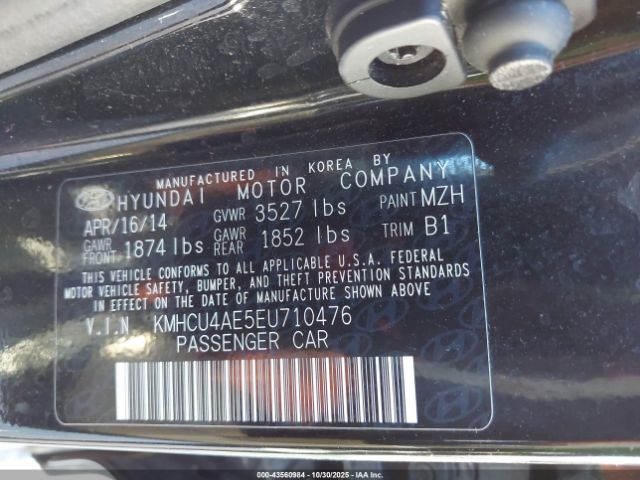 MANUFACTURED IN KOREA BY
HYUNDAI MOTOR COMPANY
APR/16/14 GVWR 3527 lbs PAINT MZH
GAWR FRONT 1874 lbs GAWR REAR 1852 lbs TRIM B1
THIS VEHICLE CONFORMS TO ALL APPLICABLE U.S.A. FEDERAL
MOTOR VEHICLE SAFETY, BUMPER, AND THEFT PREVENTION STANDARDS
IN EFFECT ON THE DATE OF MANUFACTURE SHOWN ABOVE.
V.I.N KMHCU4AE5EU710476
PASSENGER CAR
000-43560984 | 10/30/2025 - IAA, Inc.